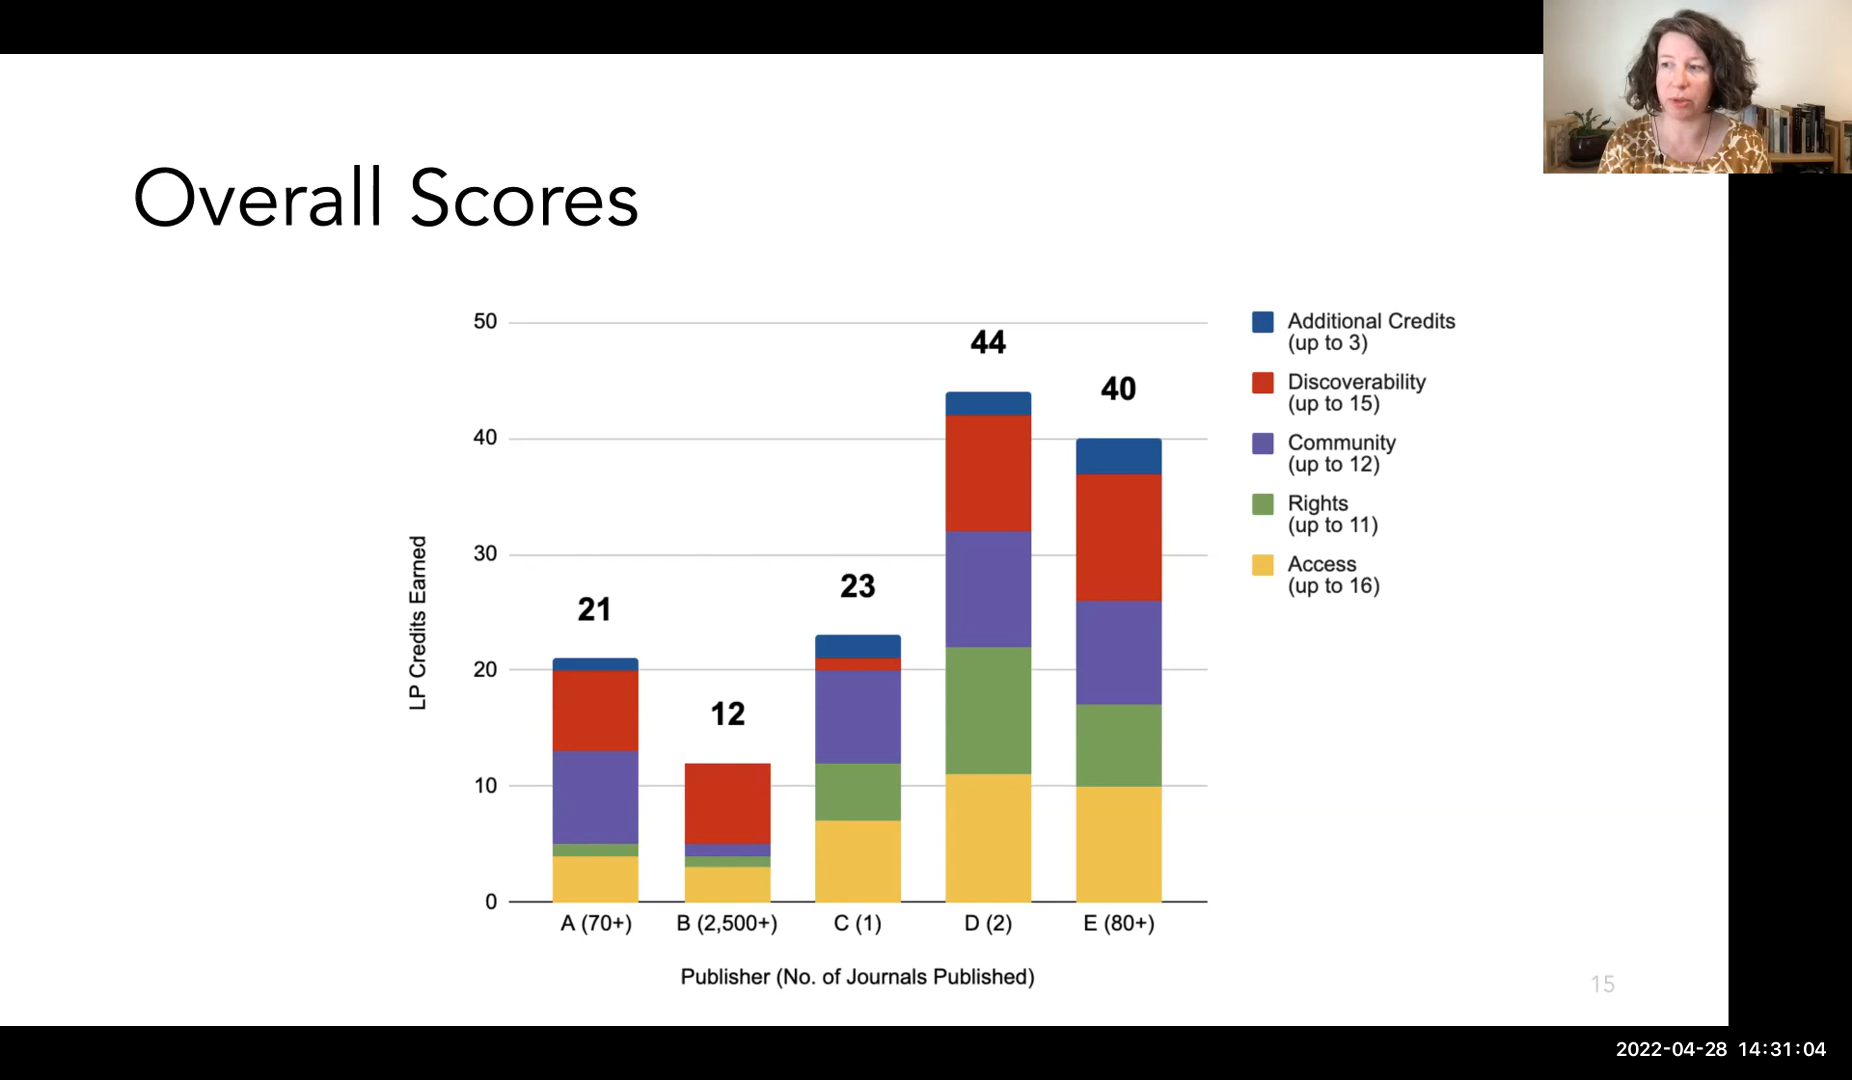 Overall Scores
50
40
30
20
10
0
LP Credits Earned
21
12
23
44
40
A (70+)
B (2,500+)
C (1)
D (2)
E (80+)
Publisher (No. of Journals Published)
Additional Credits
(up to 3)
Discoverability
(up to 15)
Community
(up to 12)
Rights
(up to 11)
Access
(up to 16)
15
2022-04-28 14:31:04